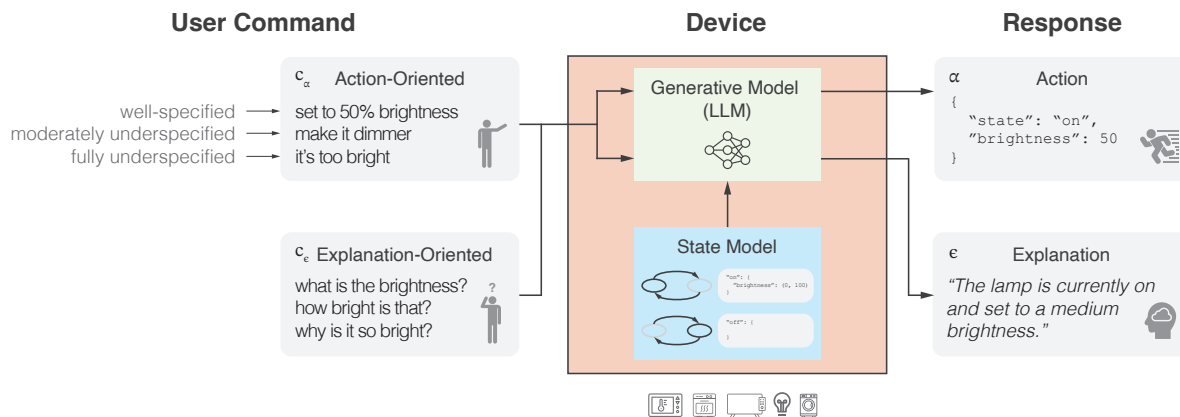 User Command
Device
Response
c_α Action-Oriented
well-specified
moderately underspecified
fully underspecified
set to 50% brightness
make it dimmer
it's too bright
c_ϵ Explanation-Oriented
?
what is the brightness?
how bright is that?
why is it so bright?
Generative Model
(LLM)
State Model
"on": {
"brightness": (0, 100)
}
"off": {
}
α Action
{
“state”: “on”,
”brightness”: 50
}
ϵ Explanation
“The lamp is currently on
and set to a medium
brightness.”